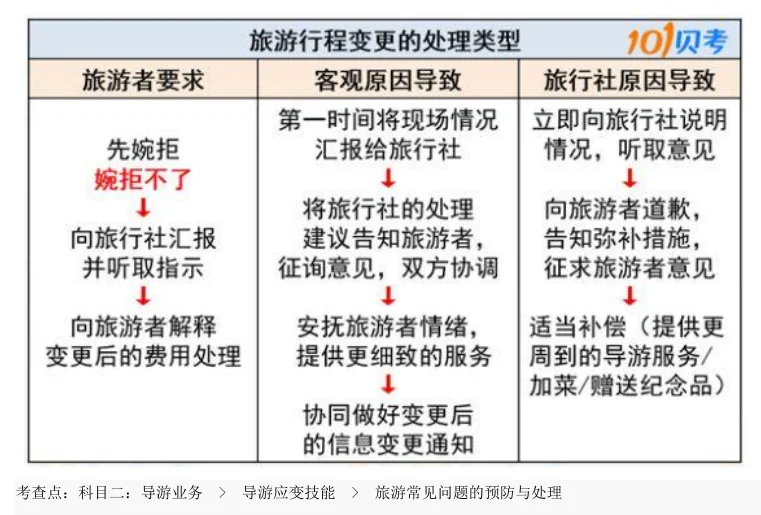 旅游行程变更的处理类型
101贝考
旅游者要求
客观原因导致
旅行社原因导致
先婉拒
婉拒不了
↓
向旅行社汇报
并听取指示
↓
向旅游者解释
变更后的费用处理
第一时间将现场情况
汇报给旅行社
↓
将旅行社的处理
建议告知旅游者，
征询意见，双方协调
↓
安抚旅游者情绪，
提供更细致的服务
↓
协同做好变更后
的信息变更通知
立即向旅行社说明
情况，听取意见
↓
向旅游者道歉，
告知弥补措施，
征求旅游者意见
↓
适当补偿（提供更
周到的导游服务/
加菜/赠送纪念品）
考查点：科目二：导游业务 > 导游应变技能 > 旅游常见问题的预防与处理